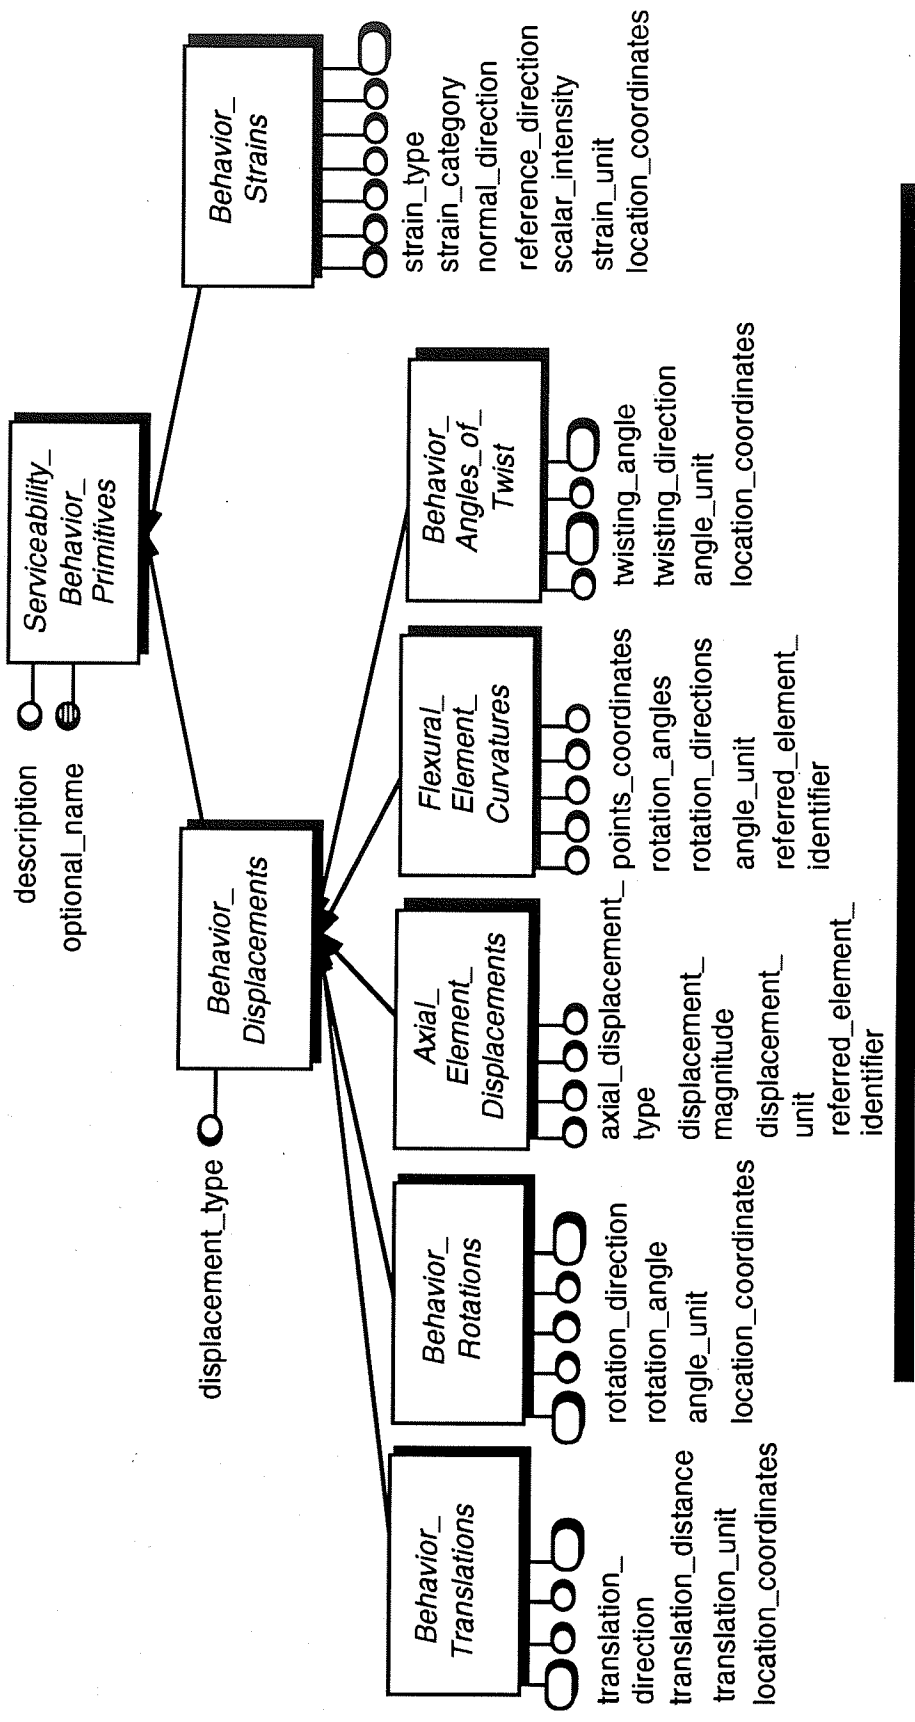 description
optional_name
Serviceability_
Behavior_
Primitives
displacement_type
Behavior_
Displacements
Behavior_
Strains
strain_type
strain_category
normal_direction
reference_direction
scalar_intensity
strain_unit
location_coordinates
Behavior_
Translations
translation_
direction
translation_distance
translation_unit
location_coordinates
Behavior_
Rotations
rotation_direction
rotation_angle
angle_unit
location_coordinates
Axial_
Element_
Displacements
axial_displacement_
type
displacement_
magnitude
displacement_
unit
referred_element_
identifier
Flexural_
Element_
Curvatures
points_coordinates
rotation_angles
rotation_directions
angle_unit
referred_element_
identifier
Behavior_
Angles_of_
Twist
twisting_angle
twisting_direction
angle_unit
location_coordinates